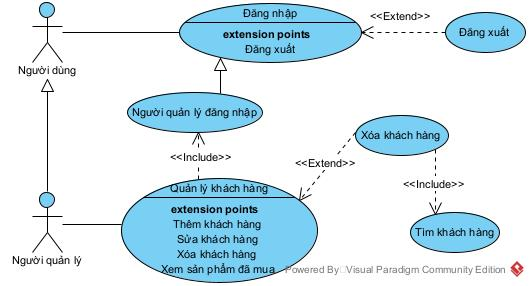 Đăng nhập
extension points
Đăng xuất
<<Extend>>
Đăng xuất
Người dùng
Người quản lý đăng nhập
Xóa khách hàng
<<Include>>
<<Extend>>
<<Include>>
Quản lý khách hàng
extension points
Thêm khách hàng
Sửa khách hàng
Xóa khách hàng
Xem sản phẩm đã mua
Tìm khách hàng
Người quản lý
Powered By Visual Paradigm Community Edition